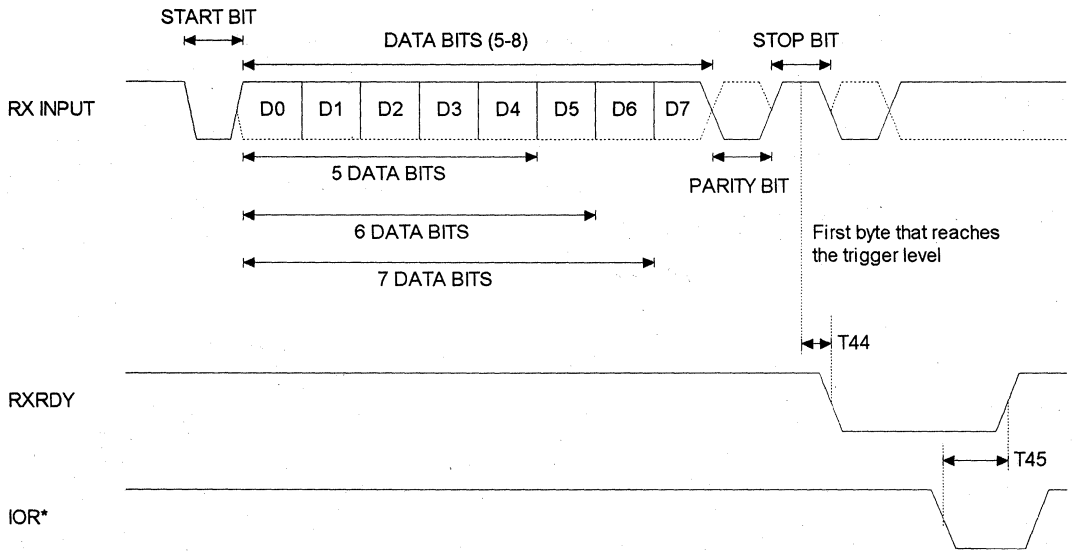 START BIT
DATA BITS (5-8)
STOP BIT
RX INPUT
D0 D1 D2 D3 D4 D5 D6 D7
5 DATA BITS
PARITY BIT
6 DATA BITS
First byte that reaches
the trigger level
7 DATA BITS
T44
RXRDY
T45
IOR*